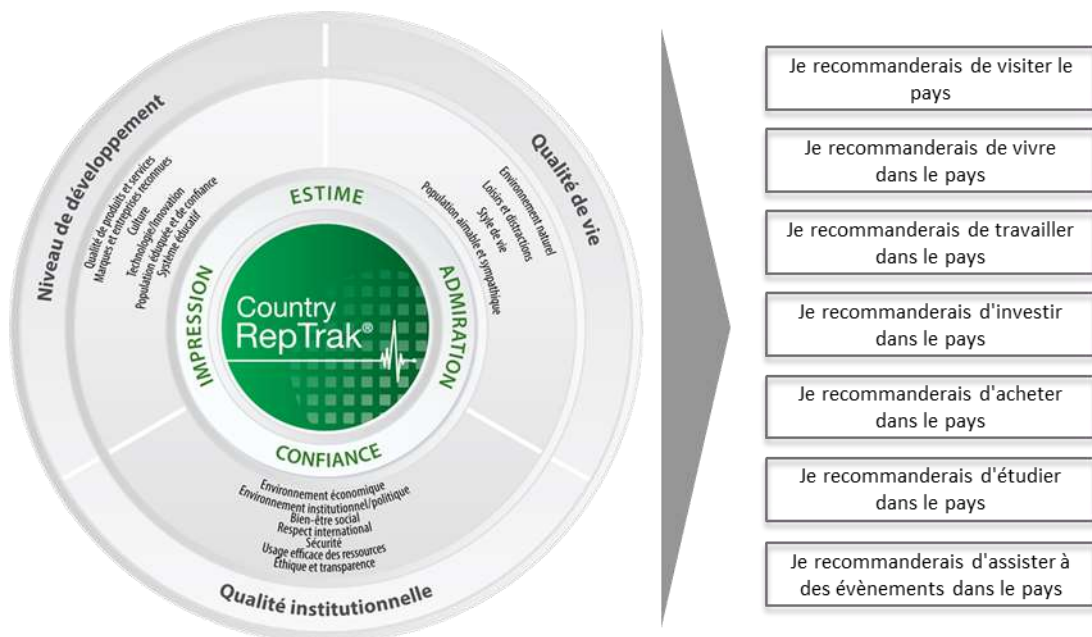 Niveau de développement
Qualité de produits et services
Marques et entreprises reconnues
Culture
Technologie/Innovation
Population éduquée et de confiance
Système éducatif
Qualité de vie
Environnement naturel
Loisirs et distractions
Style de vie
Population aimable et sympathique
ESTIME
IMPRESSION
ADMIRATION
Country
RepTrak®
CONFIANCE
Environnement économique
Environnement institutionnel/politique
Bien-être social
Respect international
Sécurité
Usage efficace des ressources
Éthique et transparence
Qualité institutionnelle
Je recommanderais de visiter le
pays
Je recommanderais de vivre
dans le pays
Je recommanderais de travailler
dans le pays
Je recommanderais d'investir
dans le pays
Je recommanderais d'acheter
dans le pays
Je recommanderais d'étudier
dans le pays
Je recommanderais d'assister à
des évènements dans le pays